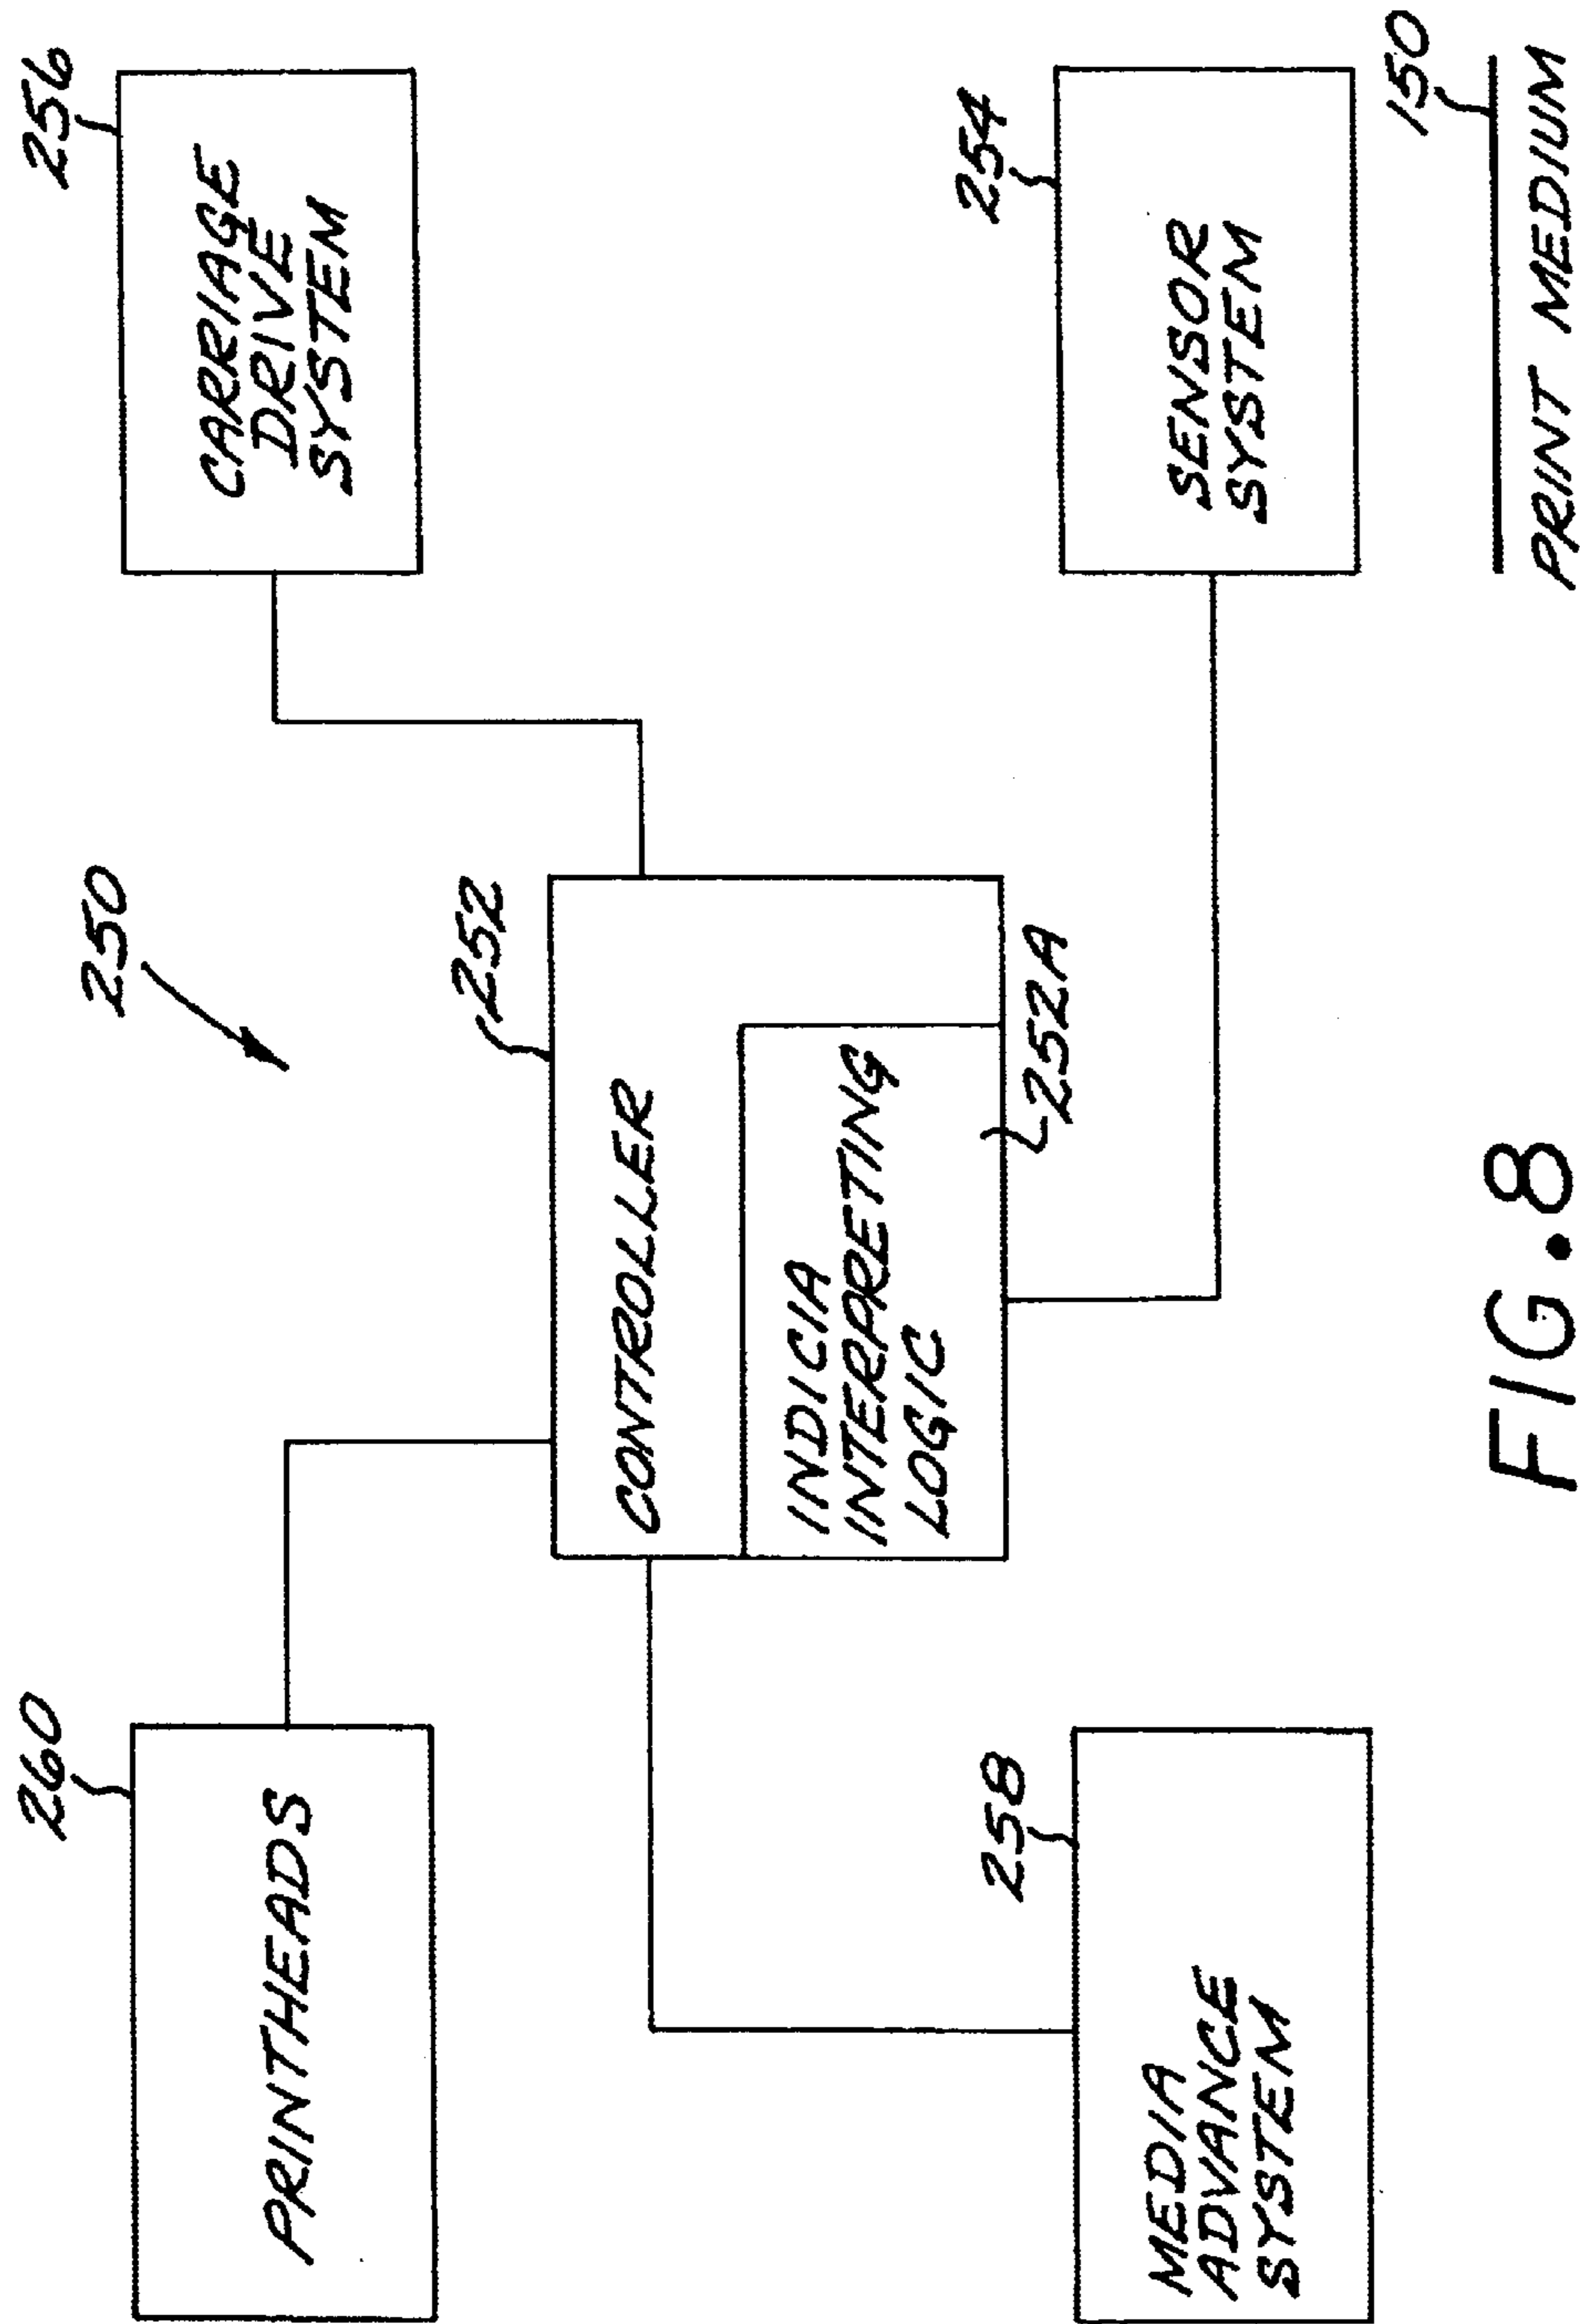 250
260
PRINTHEADS
256
CARRIAGE
DRIVE
SYSTEM
252
CONTROLLER
INDICIA
INTERPRETING
LOGIC
252A
258
MEDIA
ADVANCE
SYSTEM
254
SENSOR
SYSTEM
150
PRINT MEDIUM
FIG.8